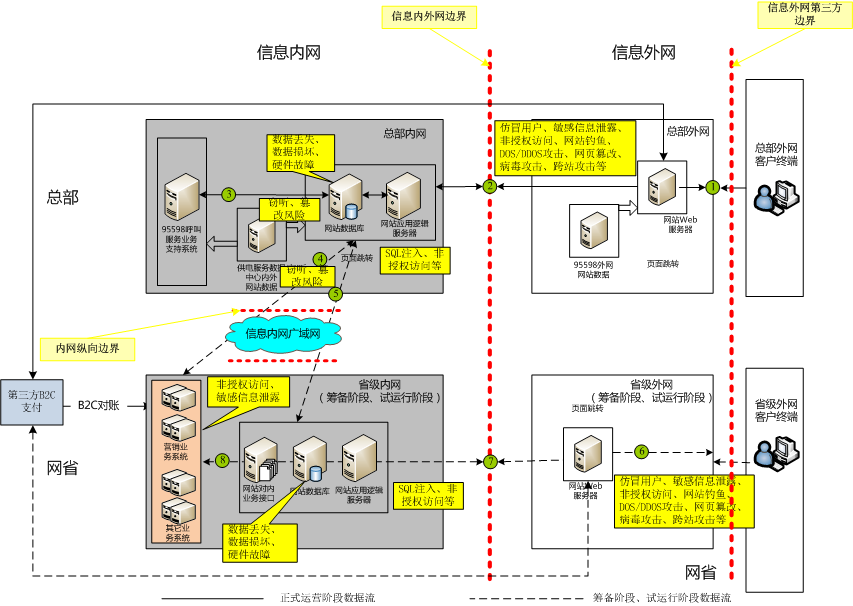 信息内外网边界
信息外网第三方
边界
信息内网
信息外网
总部内网
数据丢失、
数据损坏、
硬件故障
仿冒用户、敏感信息泄露、
非授权访问、网站钓鱼、
DOS/DDOS攻击、网页篡改、
病毒攻击、跨站攻击等
总部外网
总部外网
客户终端
总部
3
2
1
95598呼叫
服务业务
支持系统
窃听、篡
改风险
网站数据库
网站应用逻辑
服务器
网站Web
服务器
供电服务数据
中心内外
网站数据
4
页面跳转
SQL注入、非
授权访问等
95598外网
网站数据
页面跳转
窃听、篡
改风险
5
信息内网广域网
内网纵向边界
省级内网
（筹备阶段、试运行阶段）
省级外网
（筹备阶段、试运行阶段）
页面跳转
非授权访问、
敏感信息泄露
第三方B2C
支付
B2C对账
省级外网
客户终端
营销业
务系统
8
7
6
网省
网站对内
业务接口
网站数据库
网站应用逻辑
服务器
SQL注入、非
授权访问等
网站Web
服务器
仿冒用户、敏感信息泄露、
非授权访问、网站钓鱼、
DOS/DDOS攻击、网页篡改、
病毒攻击、跨站攻击等
其它业
务系统
数据丢失、
数据损坏、
硬件故障
网省
正式运营阶段数据流
筹备阶段、试运行阶段数据流